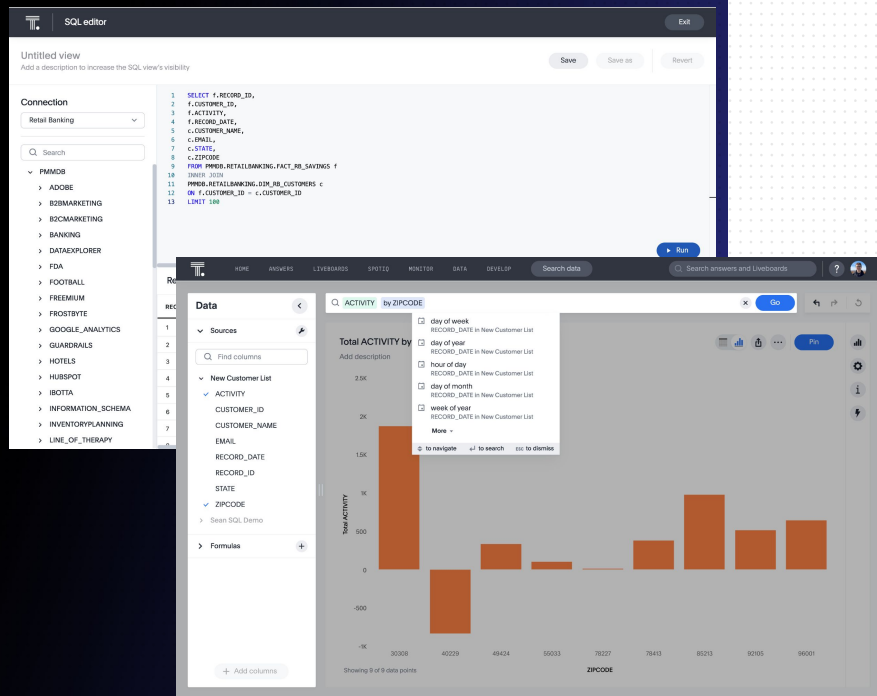 SQL editor
Exit
Untitled view
Add a description to increase the SQL view's visibility
Save
Save as
Revert
Connection
Retail Banking
Search
PMMDB
ADOBE
B2BMARKETING
B2CMARKETING
BANKING
DATAEXPLORER
FDA
FOOTBALL
FREEMIUM
FROSTBYTE
GOOGLE_ANALYTICS
GUARDRAILS
HOTELS
HUBSPOT
IBOTTA
INFORMATION_SCHEMA
INVENTORYPLANNING
LINE_OF_THERAPY
1 SELECT f.RECORD_ID,
2 f.CUSTOMER_ID,
3 f.ACTIVITY,
4 f.RECORD_DATE,
5 c.CUSTOMER_NAME,
6 c.EMAIL,
7 c.STATE,
8 c.ZIPCODE
9 FROM PMMDB.RETAILBANKING.FACT_RB_SAVINGS f
10 INNER JOIN
11 PMMDB.RETAILBANKING.DIM_RB_CUSTOMERS c
12 ON f.CUSTOMER_ID = c.CUSTOMER_ID
13 LIMIT 100
Run
Re
REC
1
2
3
4
5
6
7
HOME ANSWERS LIVEBOARDS SPOTIQ MONITOR DATA DEVELOP
Search data
Search answers and Liveboards
?
Data
Sources
Find columns
New Customer List
ACTIVITY
CUSTOMER_ID
CUSTOMER_NAME
EMAIL
RECORD_DATE
RECORD_ID
STATE
ZIPCODE
Sean SQL Demo
Formulas
Add columns
ACTIVITY by ZIPCODE
Go
day of week
RECORD_DATE in New Customer List
day of year
RECORD_DATE in New Customer List
hour of day
RECORD_DATE in New Customer List
day of month
RECORD_DATE in New Customer List
week of year
RECORD_DATE in New Customer List
More
to navigate to search ESC to dismiss
Total ACTIVITY by
Add description
Pin
Total ACTIVITY
2.5K
2K
1.5K
1K
500
0
-500
-1K
30308 40229 49424 55033 78227 78413 85213 92105 96001
ZIPCODE
Showing 9 of 9 data points